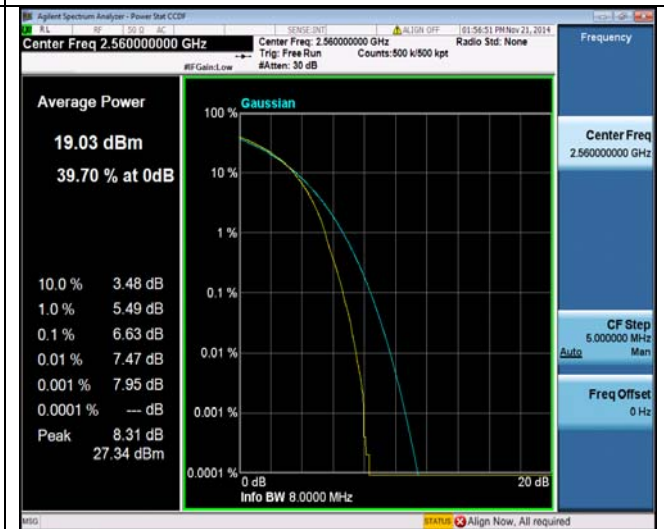 Agilent Spectrum Analyzer - Power Stat CCDF
RL RF 50 Ω AC SENSE:INT ALIGN OFF 01:56:51 PM Nov 21, 2014
Center Freq 2.560000000 GHz
Center Freq: 2.560000000 GHz Radio Std: None
Trig: Free Run Counts:500 k/500 kpt
#IFGain:Low #Atten: 30 dB
Frequency
Average Power
19.03 dBm
39.70 % at 0dB
10.0 % 3.48 dB
1.0 % 5.49 dB
0.1 % 6.63 dB
0.01 % 7.47 dB
0.001 % 7.95 dB
0.0001 % --- dB
Peak 8.31 dB
27.34 dBm
Gaussian
100 %
10 %
1 %
0.1 %
0.01 %
0.001 %
0.0001 %
0 dB 20 dB
Info BW 8.0000 MHz
Center Freq
2.560000000 GHz
CF Step
5.000000 MHz
Auto Man
Freq Offset
0 Hz
MSG STATUS Align Now, All required